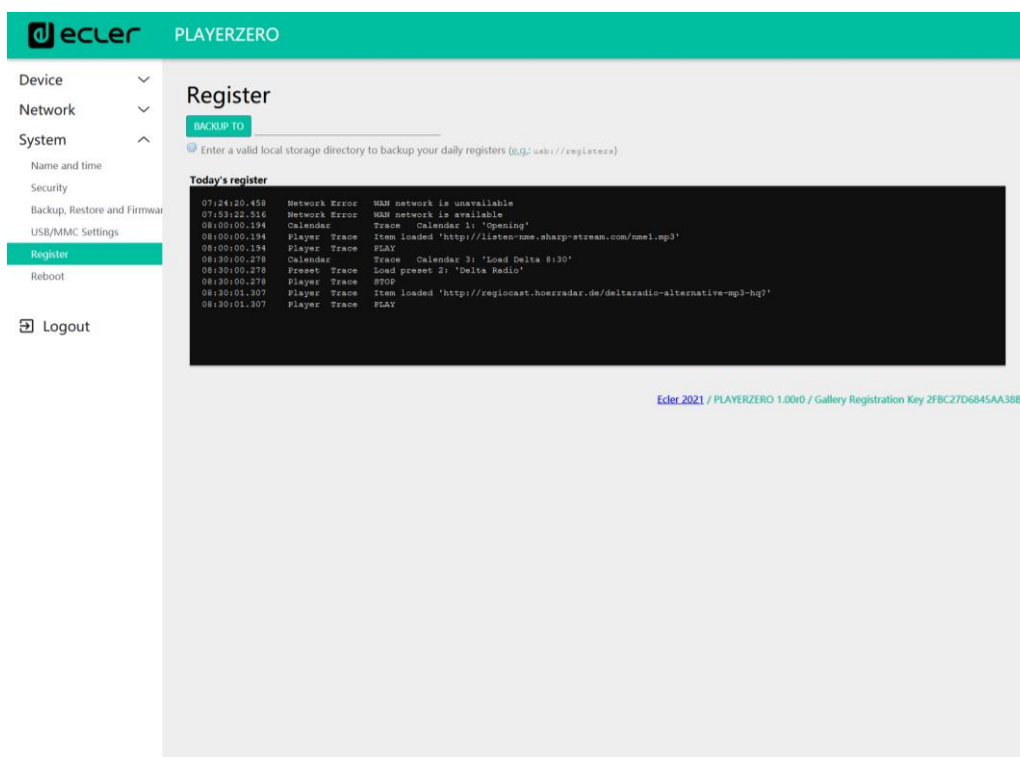 ecler PLAYERZERO
Device
Network
System
Name and time
Security
Backup, Restore and Firmwar
USB/MMC Settings
Register
Reboot
Logout
Register
BACKUP TO
Enter a valid local storage directory to backup your daily registers (e.g.: usb://registers)
Today's register
07:24:20.458 Network Error WAN network is unavailable
07:53:22.516 Network Error WAN network is available
08:00:00.194 Calendar Trace Calendar 1: 'Opening'
08:00:00.194 Player Trace Item loaded 'http://listen-nme.sharp-stream.com/nme1.mp3'
08:00:00.194 Player Trace PLAY
08:30:00.278 Calendar Trace Calendar 3: 'Load Delta 8:30'
08:30:00.278 Preset Trace Load preset 2: 'Delta Radio'
08:30:00.278 Player Trace STOP
08:30:01.307 Player Trace Item loaded 'http://regiocast.hoerradar.de/deltaradio-alternative-mp3-hq?'
08:30:01.307 Player Trace PLAY
Ecler 2021 / PLAYERZERO 1.00r0 / Gallery Registration Key 2FBC27D6845AA38B